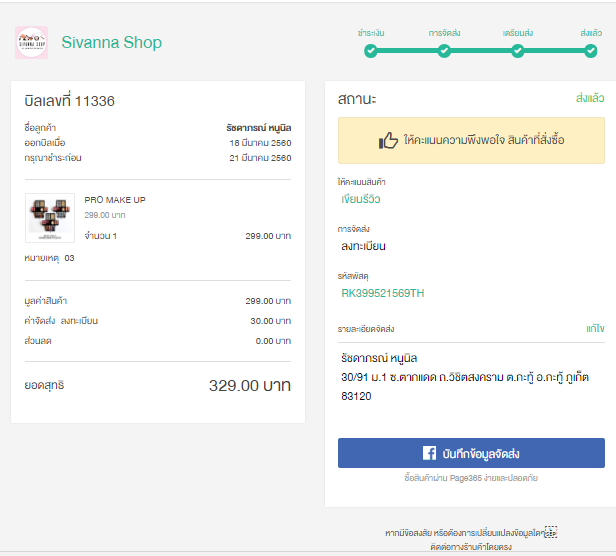 SIVANNA SHOP
Sivanna Shop
ชำระเงิน
การจัดส่ง
เตรียมส่ง
ส่งแล้ว
บิลเลขที่ 11336
ชื่อลูกค้า รัชดาภรณ์ หนูนิล
ออกบิลเมื่อ 18 มีนาคม 2560
กรุณาชำระก่อน 21 มีนาคม 2560
PRO MAKE UP
299.00 บาท
จำนวน 1 299.00 บาท
หมายเหตุ 03
มูลค่าสินค้า 299.00 บาท
ค่าจัดส่ง ลงทะเบียน 30.00 บาท
ส่วนลด 0.00 บาท
ยอดสุทธิ 329.00 บาท
สถานะ ส่งแล้ว
ให้คะแนนความพึงพอใจ สินค้าที่สั่งซื้อ
ให้คะแนนสินค้า
เขียนรีวิว
การจัดส่ง
ลงทะเบียน
รหัสพัสดุ
RK399521569TH
รายละเอียดจัดส่ง แก้ไข
รัชดาภรณ์ หนูนิล
30/91 ม.1 ซ.ตากแดด ถ.วิชิตสงคราม ต.กะทู้ อ.กะทู้ ภูเก็ต
83120
บันทึกข้อมูลจัดส่ง
ซื้อสินค้าผ่าน Page365 ง่ายและปลอดภัย
หากมีข้อสงสัย หรือต้องการเปลี่ยนแปลงข้อมูลใดๆ
ติดต่อทางร้านค้าโดยตรง